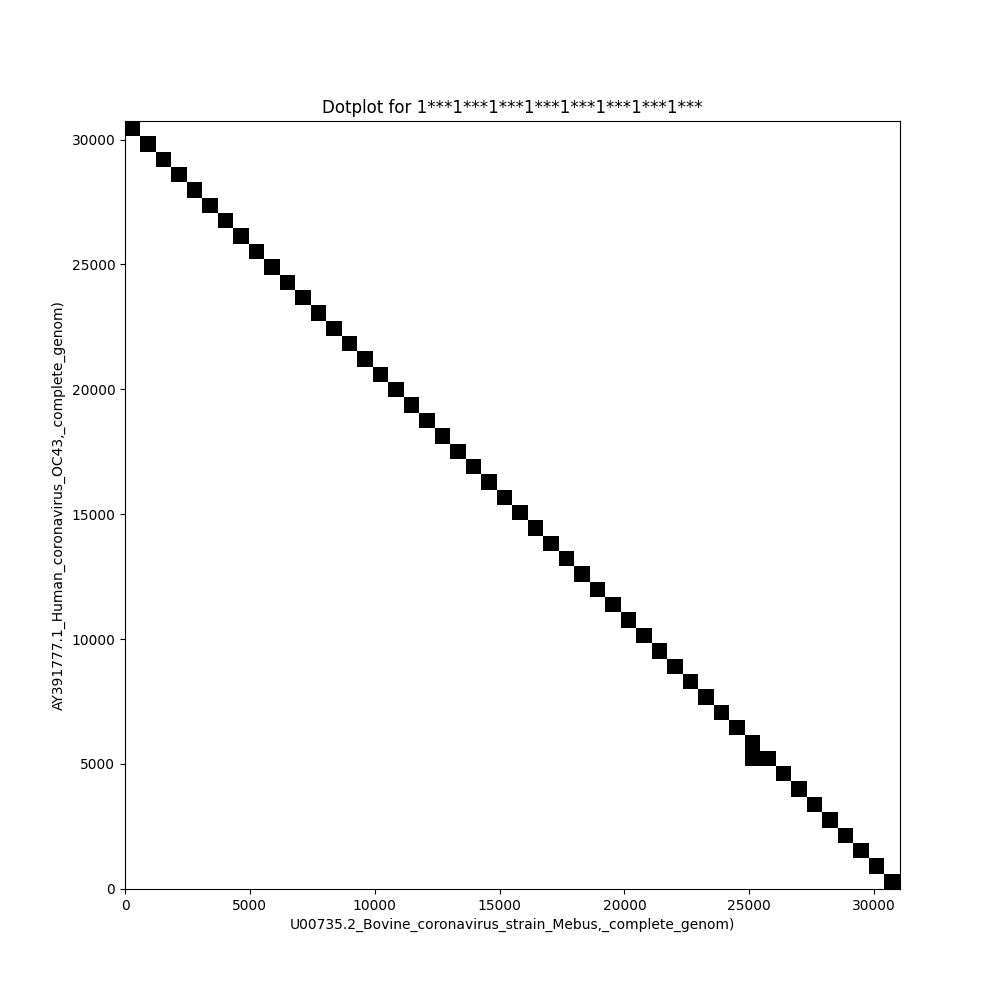 Dotplot for 1***1***1***1***1***1***1***1***
30000
25000
20000
15000
10000
5000
0
AY391777.1_Human_coronavirus_OC43,_complete_genom)
0 5000 10000 15000 20000 25000 30000
U00735.2_Bovine_coronavirus_strain_Mebus,_complete_genom)